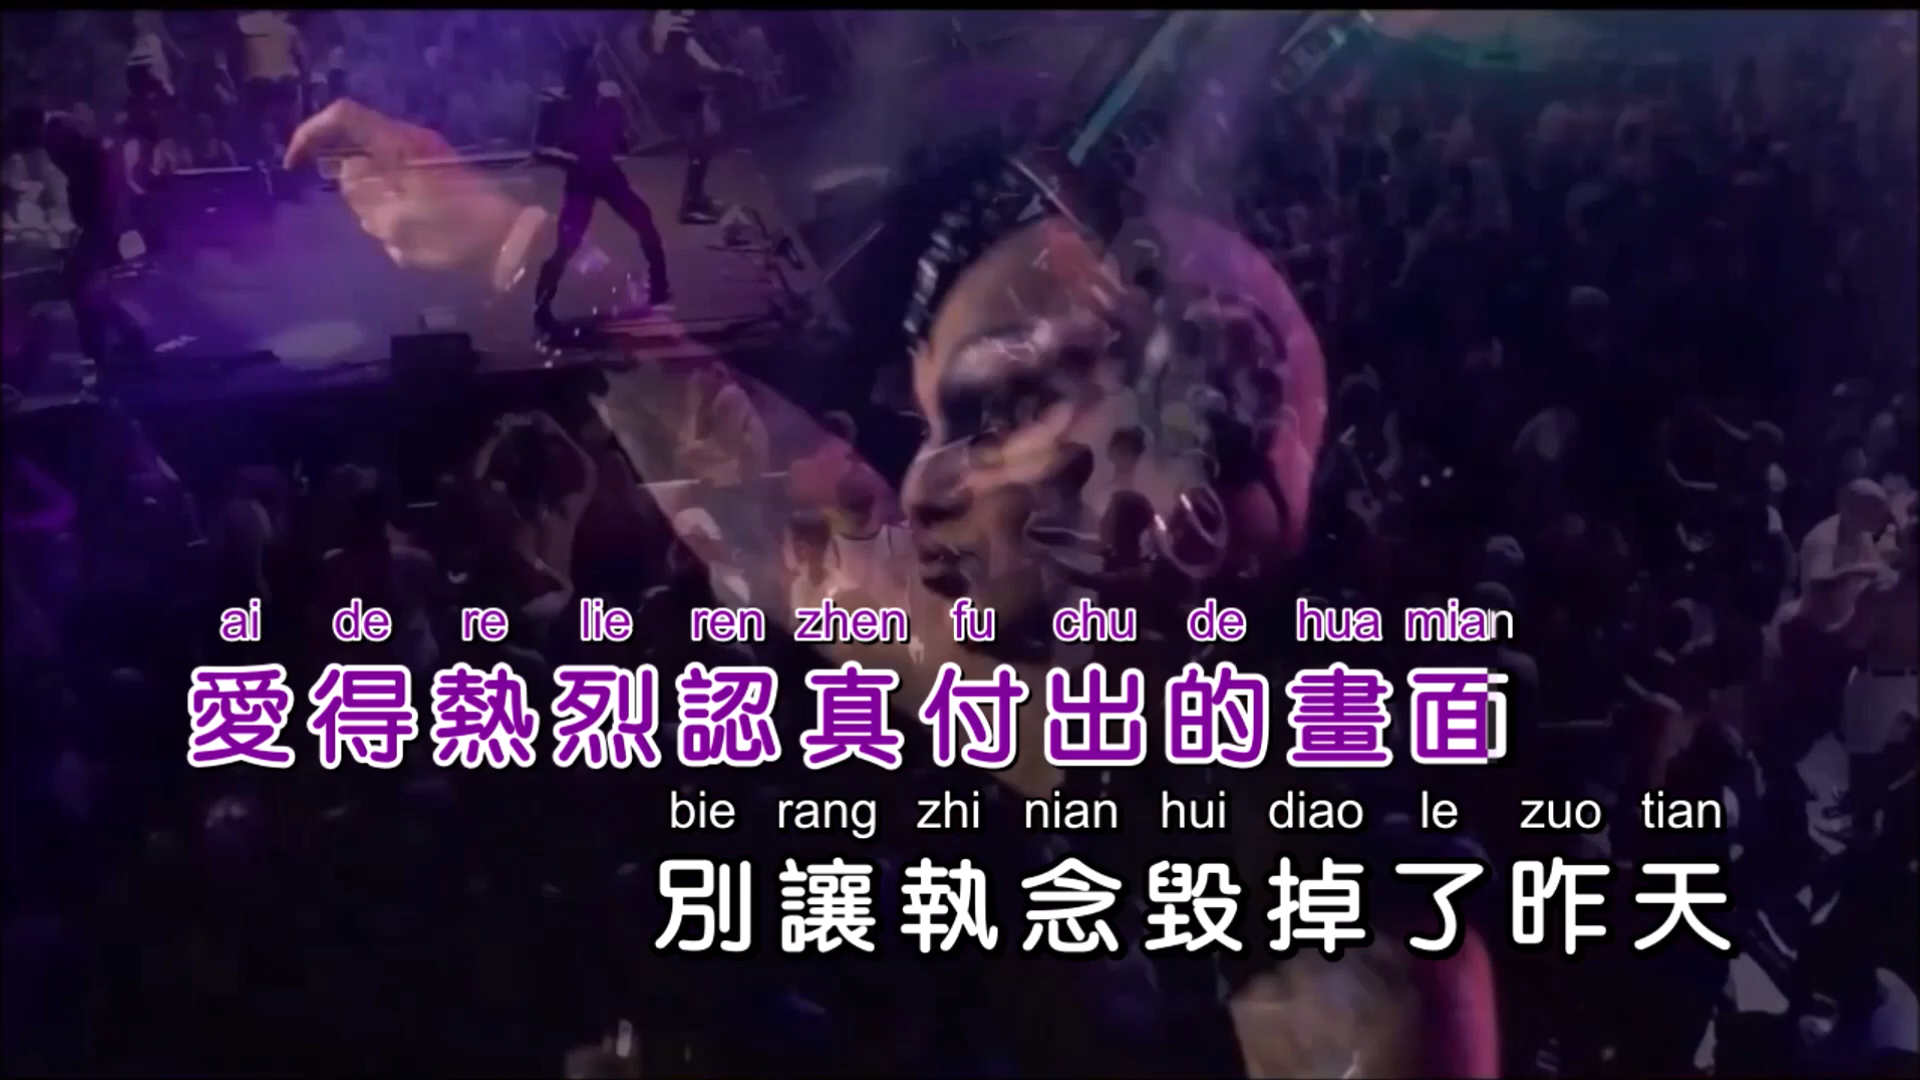 ai de re lie ren zhen fu chu de hua mian
愛得熱烈認真付出的畫面
bie rang zhi nian hui diao le zuo tian
別讓執念毀掉了昨天